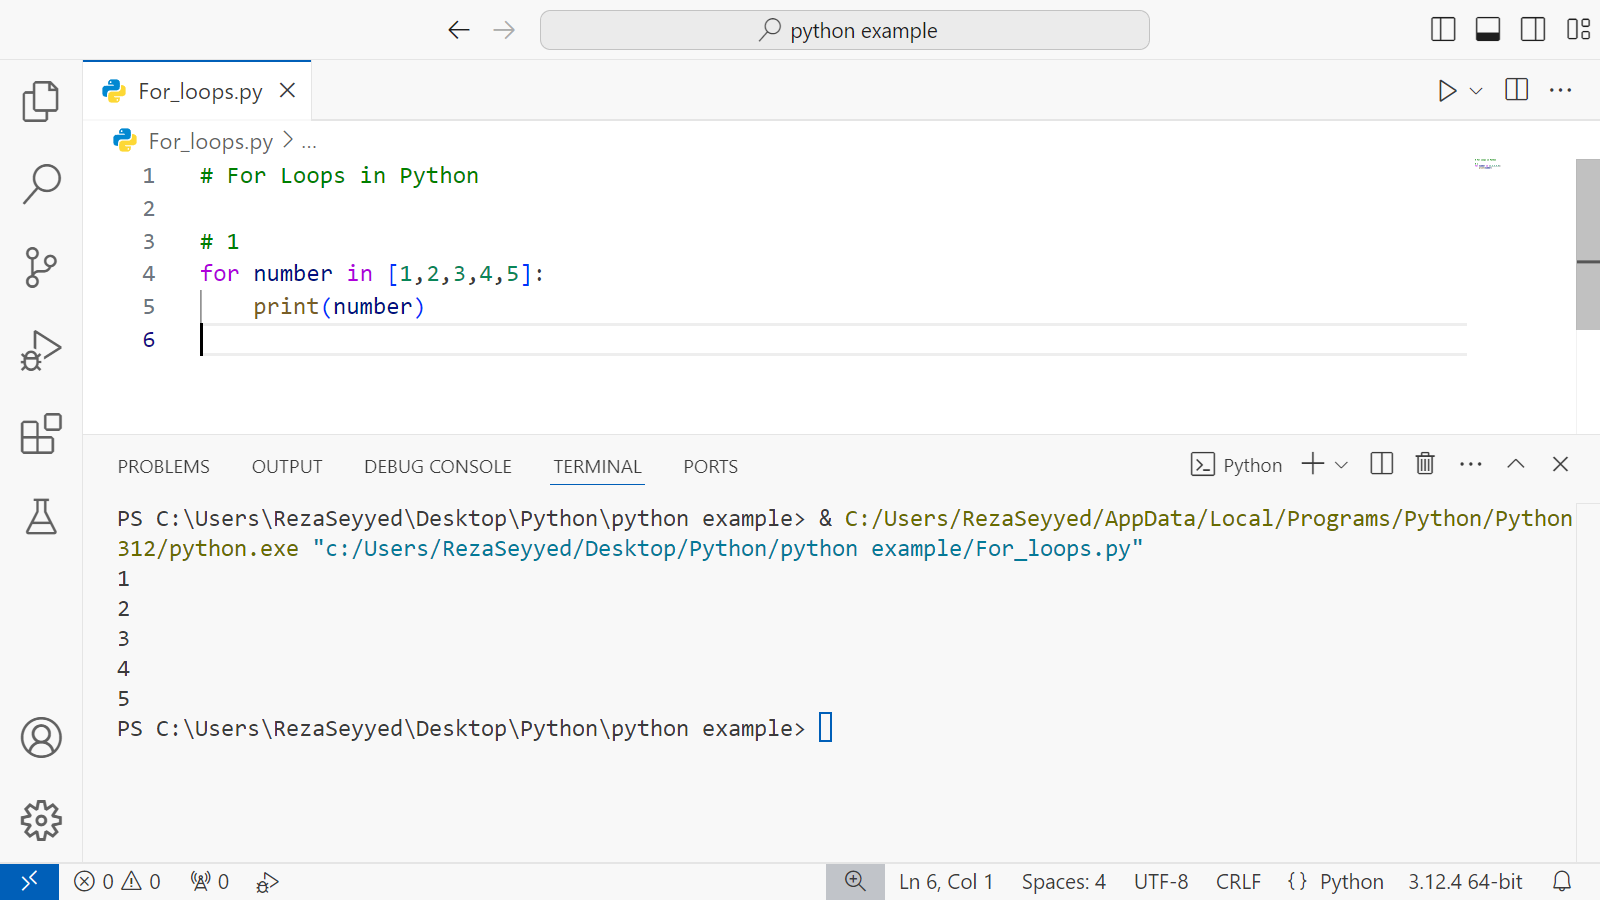 python example
For_loops.py
For_loops.py > ...
1 # For Loops in Python
2
3 # 1
4 for number in [1,2,3,4,5]:
5     print(number)
6
PROBLEMS OUTPUT DEBUG CONSOLE TERMINAL PORTS Python
PS C:\Users\RezaSeyyed\Desktop\Python\python example> & C:/Users/RezaSeyyed/AppData/Local/Programs/Python/Python
312/python.exe "c:/Users/RezaSeyyed/Desktop/Python/python example/For_loops.py"
1
2
3
4
5
PS C:\Users\RezaSeyyed\Desktop\Python\python example>
0 0 0 Ln 6, Col 1 Spaces: 4 UTF-8 CRLF {} Python 3.12.4 64-bit